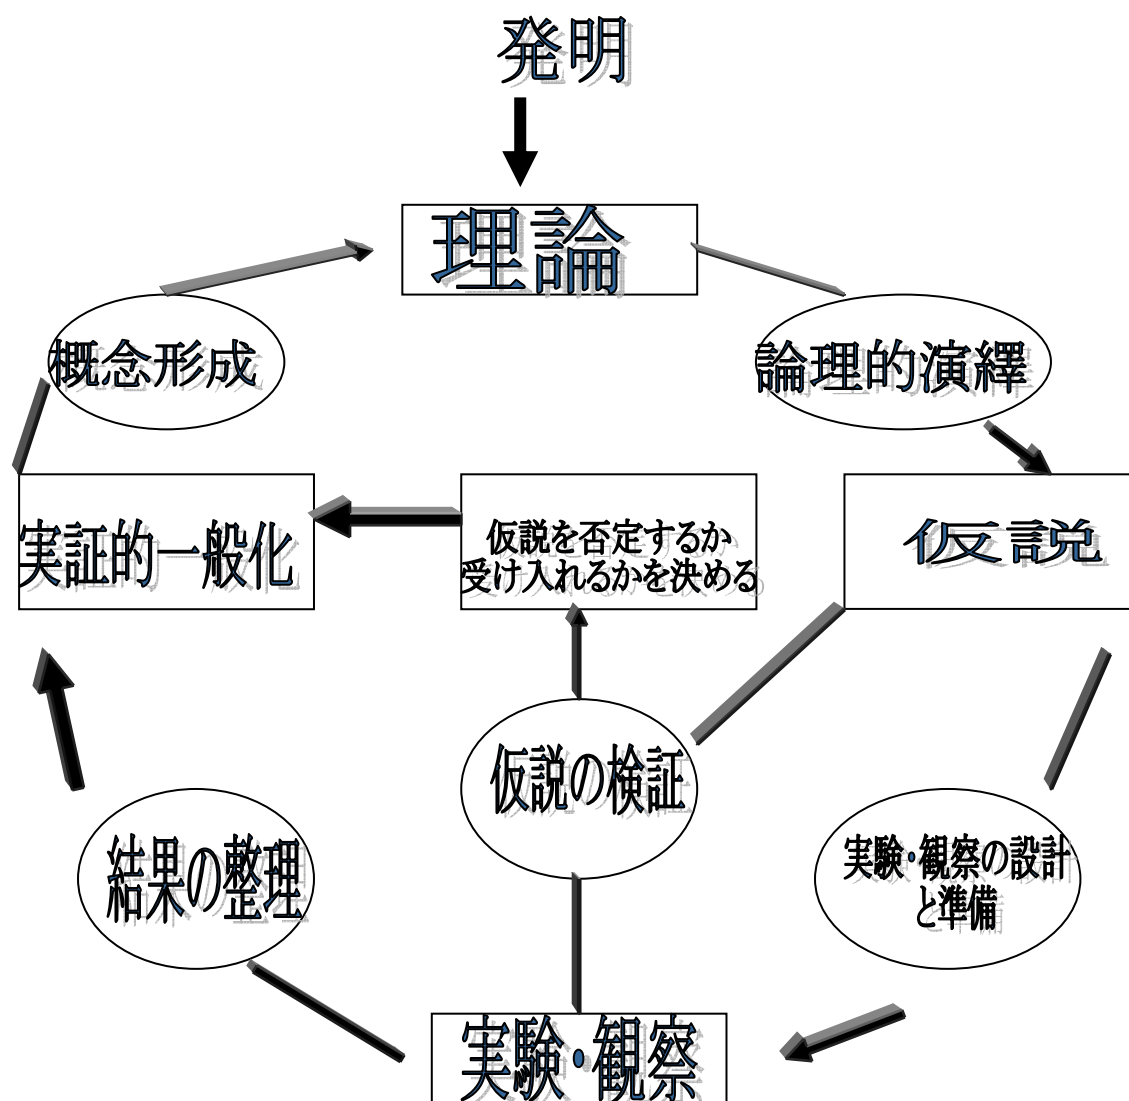 発明
理論
概念形成
論理的演繹
実証的一般化
仮説を否定するか
受け入れるかを決める
仮説
仮説の検証
結果の整理
実験・観察の設計
と準備
実験・観察